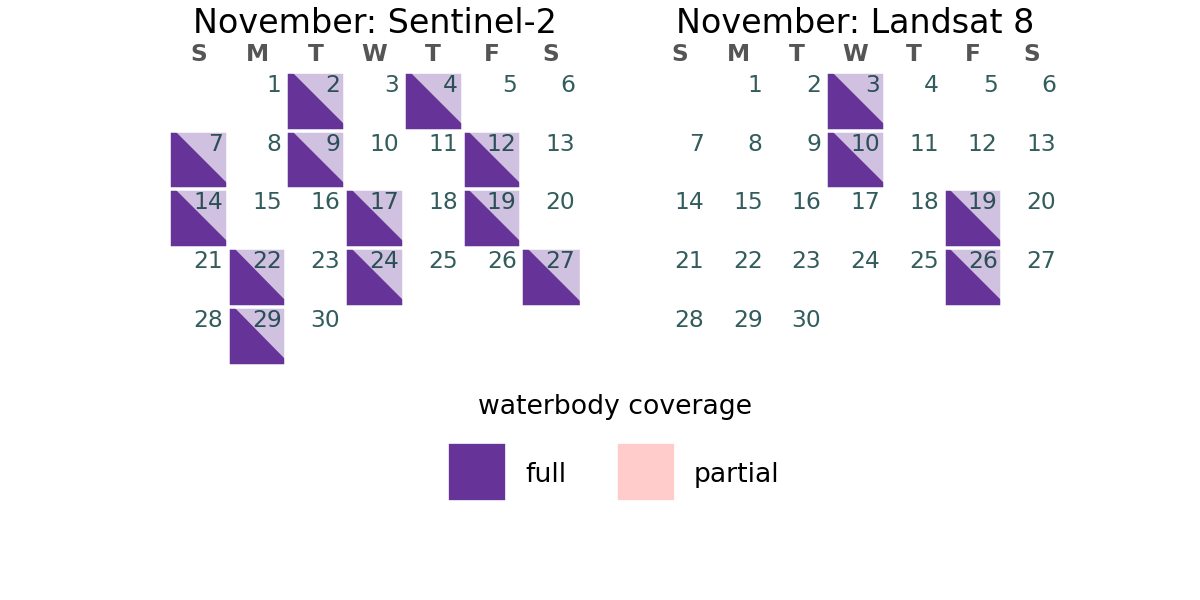 November: Sentinel-2
S M T W T F S
1 2 3 4 5 6
7 8 9 10 11 12 13
14 15 16 17 18 19 20
21 22 23 24 25 26 27
28 29 30
November: Landsat 8
S M T W T F S
1 2 3 4 5 6
7 8 9 10 11 12 13
14 15 16 17 18 19 20
21 22 23 24 25 26 27
28 29 30
waterbody coverage
full partial